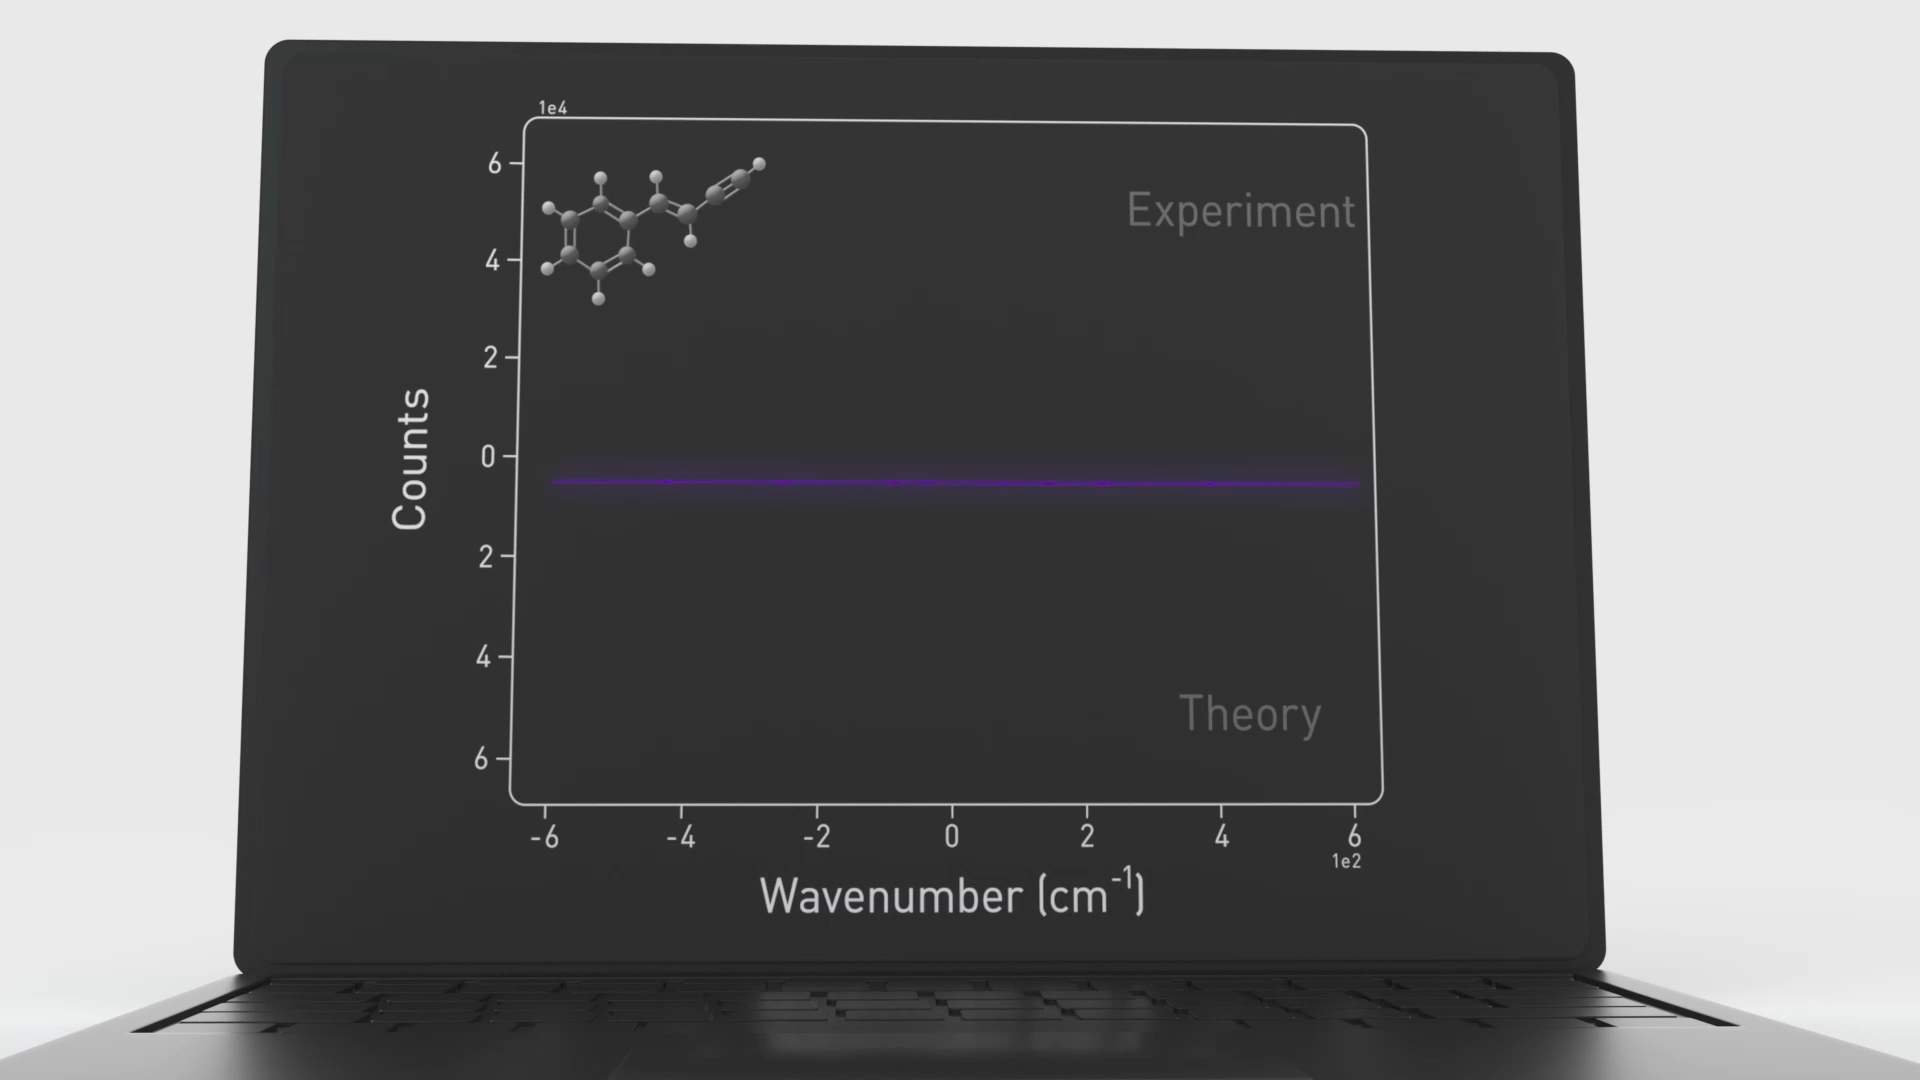 1e4
6
4
2
0
2
4
6
Counts
Experiment
Theory
-6 -4 -2 0 2 4 6
1e2
Wavenumber (cm⁻¹)